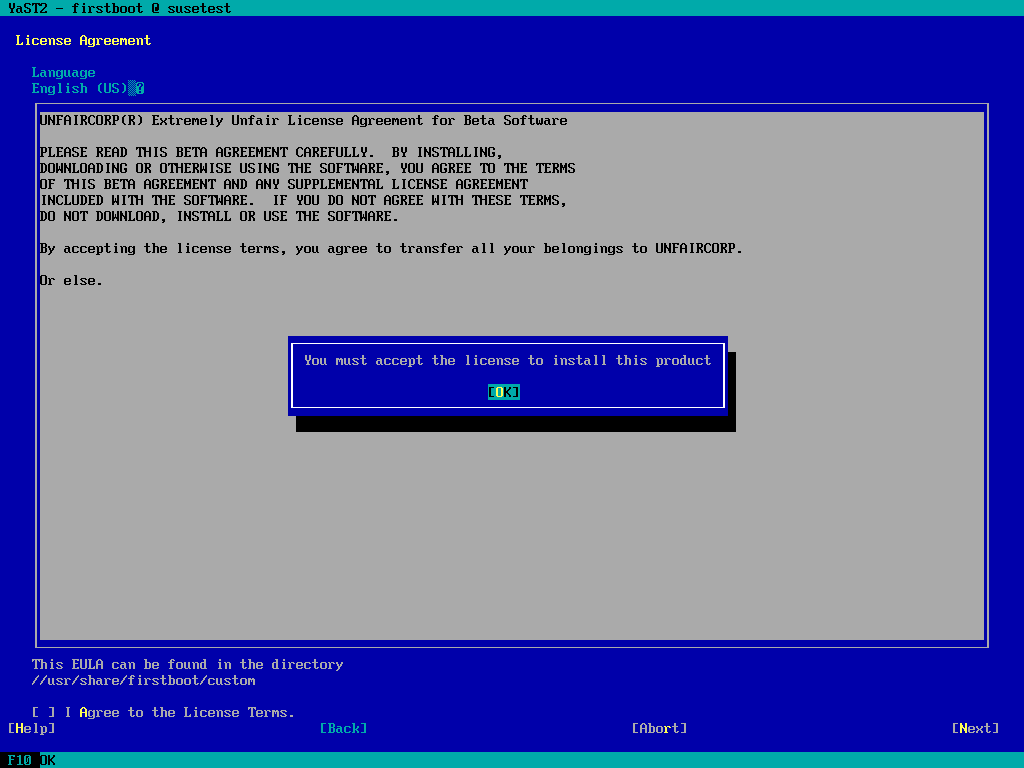 YaST2 - firstboot @ susetest
License Agreement
Language
English (US)
UNFAIRCORP(R) Extremely Unfair License Agreement for Beta Software
PLEASE READ THIS BETA AGREEMENT CAREFULLY.  BY INSTALLING,
DOWNLOADING OR OTHERWISE USING THE SOFTWARE, YOU AGREE TO THE TERMS
OF THIS BETA AGREEMENT AND ANY SUPPLEMENTAL LICENSE AGREEMENT
INCLUDED WITH THE SOFTWARE.  IF YOU DO NOT AGREE WITH THESE TERMS,
DO NOT DOWNLOAD, INSTALL OR USE THE SOFTWARE.
By accepting the license terms, you agree to transfer all your belongings to UNFAIRCORP.
Or else.
You must accept the license to install this product
[OK]
This EULA can be found in the directory
//usr/share/firstboot/custom
[ ] I Agree to the License Terms.
[Help] [Back] [Abort] [Next]
F10 OK